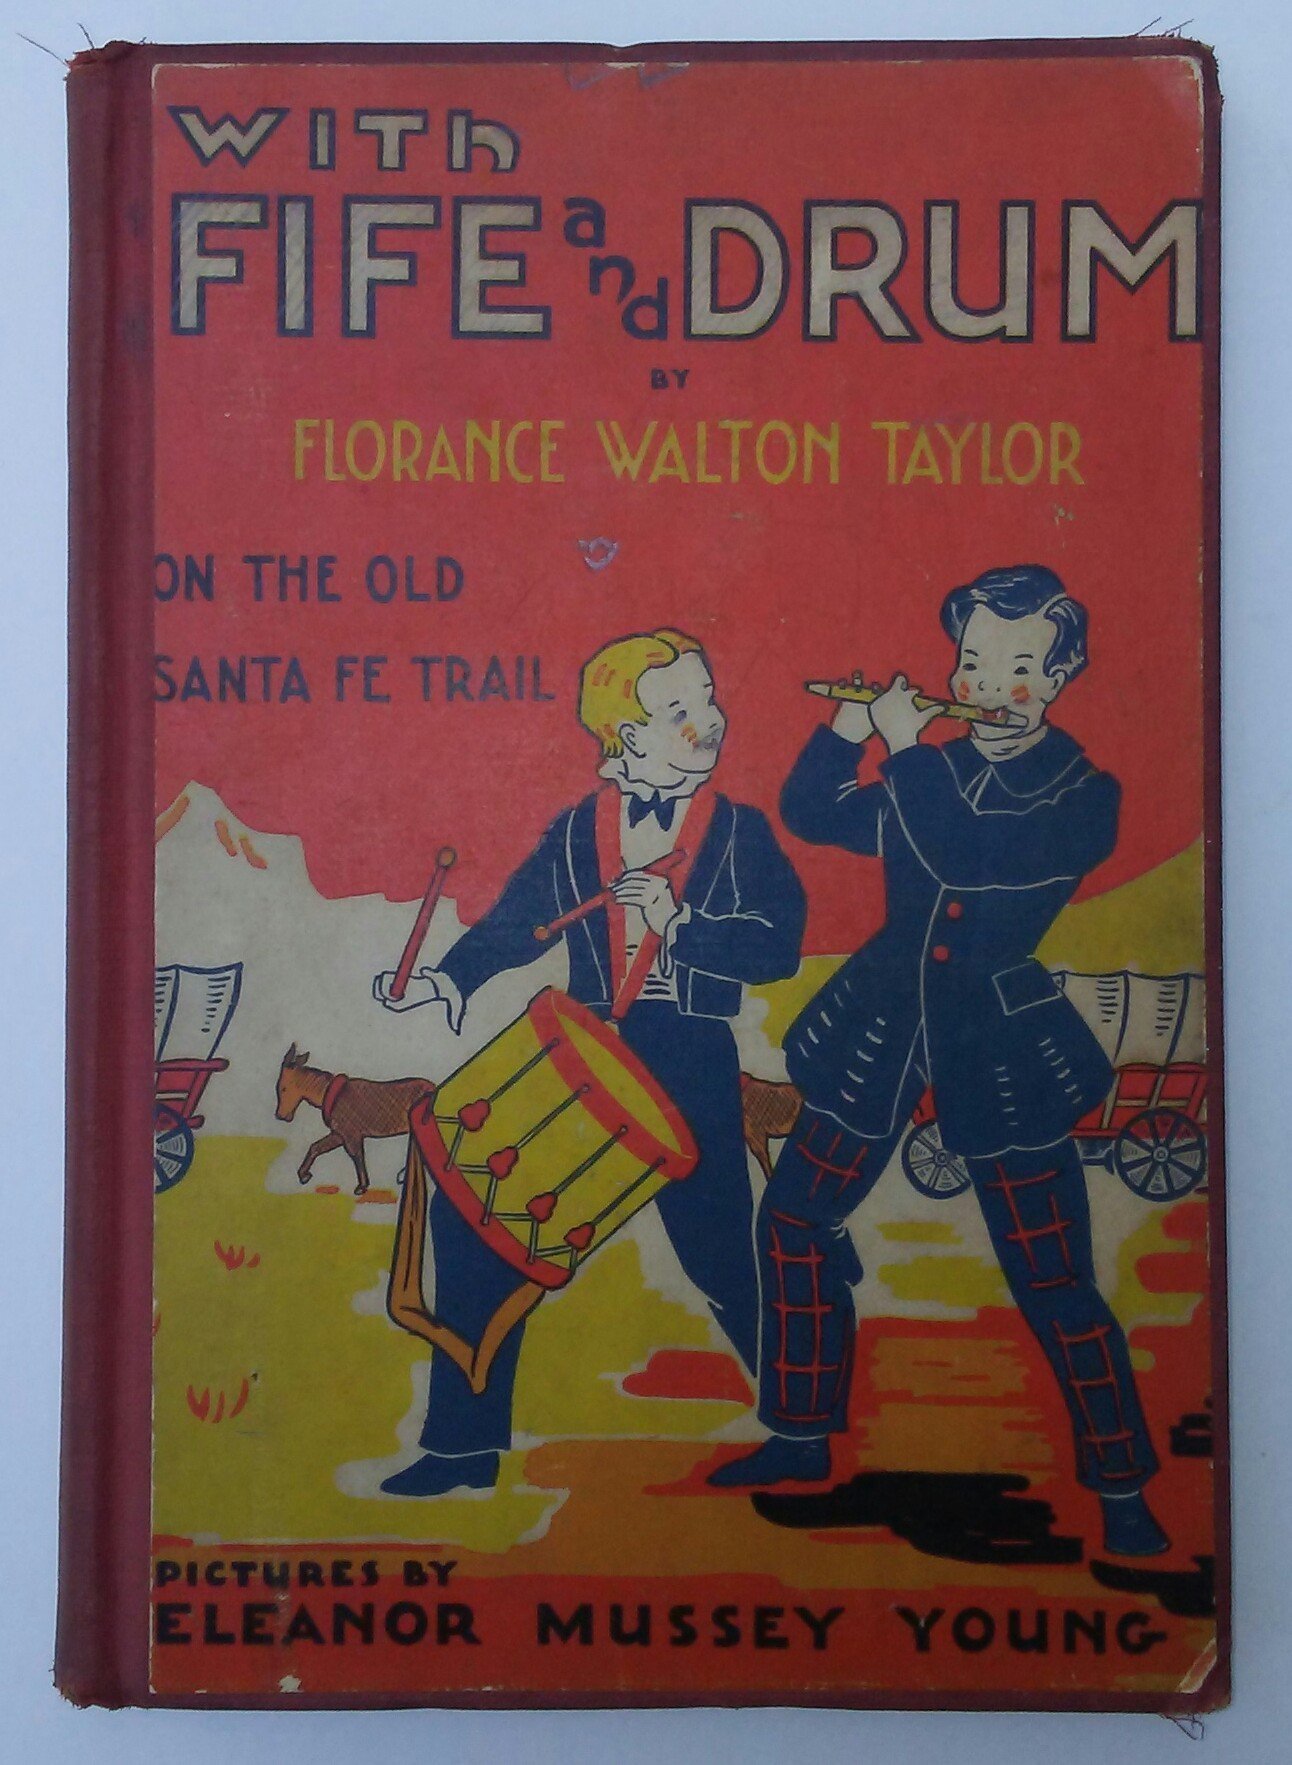 WITh
FIFE and DRUM
BY
FLORANCE WALTON TAYLOR
ON THE OLD
SANTA FE TRAIL
PICTURES BY
ELEANOR MUSSEY YOUNG